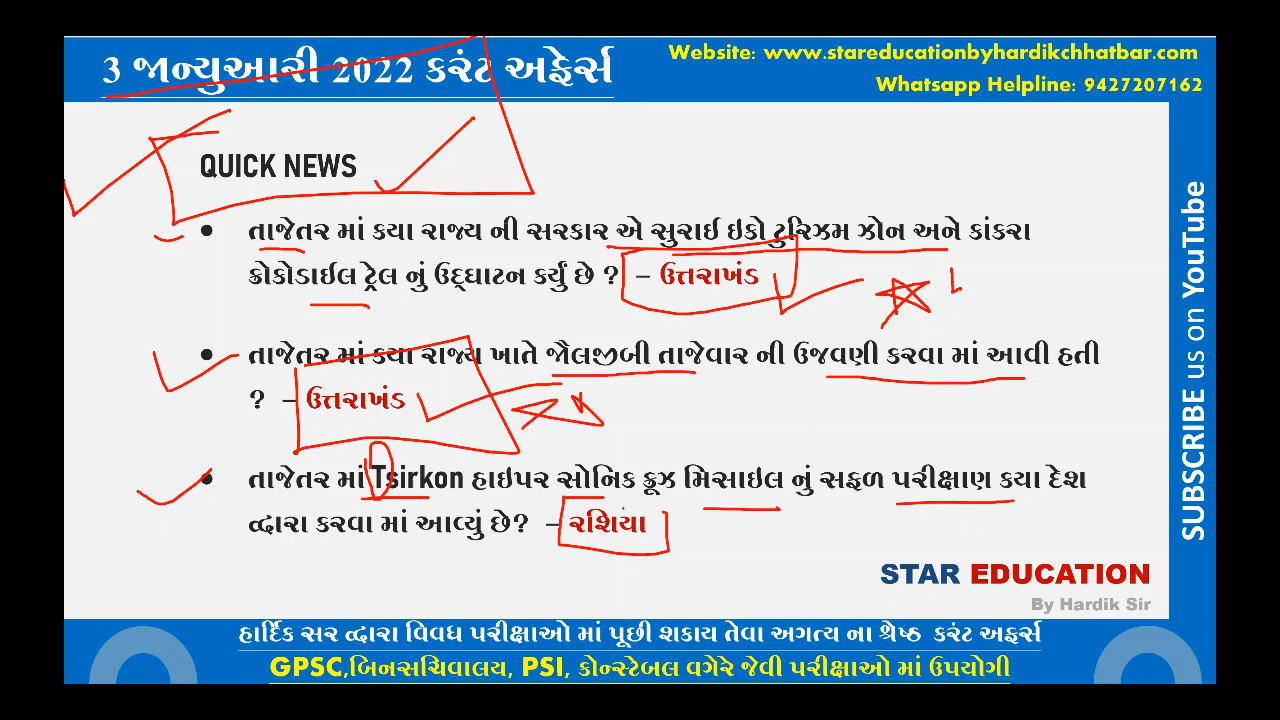 3 જાન્યુઆરી 2022 કરંટ અફેર્સ
Website: www.stareducationbyhardikchhatbar.com
Whatsapp Helpline: 9427207162
QUICK NEWS
• તાજેતર માં કયા રાજ્ય ની સરકાર એ સુરાઈ ઇકો ટુરિઝમ ઝોન અને કાંકરા
ક્રોકોડાઈલ ટ્રેલ નું ઉદ્ઘાટન કર્યું છે ? – ઉત્તરાખંડ
• તાજેતર માં કયા રાજ્ય ખાતે જૌલજીબી તાજેવાર ની ઉજવણી કરવા માં આવી હતી
? – ઉત્તરાખંડ
• તાજેતર માં Tsirkon હાઇપર સોનિક ક્રૂઝ મિસાઇલ નું સફળ પરીક્ષાણ કયા દેશ
દ્વારા કરવા માં આવ્યું છે? – રશિયા
STAR EDUCATION
By Hardik Sir
SUBSCRIBE us on YouTube
હાર્દિક સર દ્વારા વિવધ પરીક્ષાઓ માં પૂછી શકાય તેવા અગત્ય ના શ્રેષ્ઠ કરંટ અફર્સ
GPSC,બિનસચિવાલય, PSI, કોન્સ્ટેબલ વગેરે જેવી પરીક્ષાઓ માં ઉપયોગી